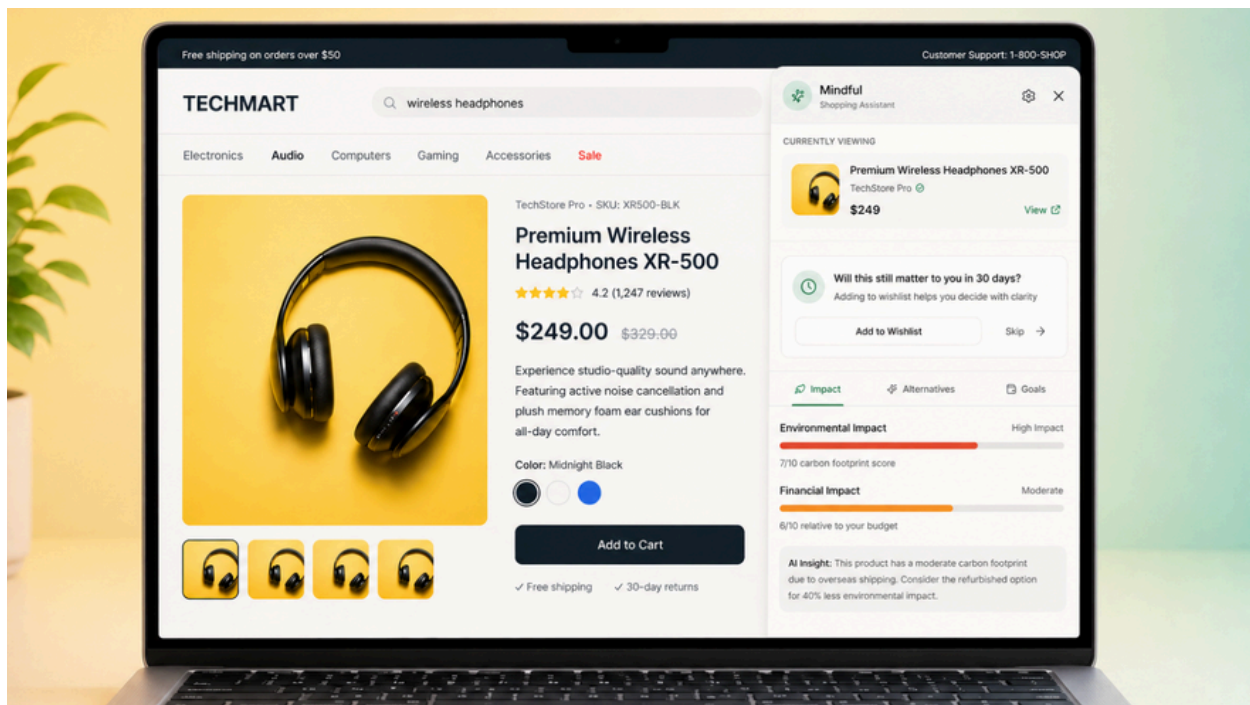 Free shipping on orders over $50
Customer Support: 1-800-SHOP
TECHMART
wireless headphones
Electronics
Audio
Computers
Gaming
Accessories
Sale
TechStore Pro • SKU: XR500-BLK
Premium Wireless
Headphones XR-500
4.2 (1,247 reviews)
$249.00 $329.00
Experience studio-quality sound anywhere.
Featuring active noise cancellation and
plush memory foam ear cushions for
all-day comfort.
Color: Midnight Black
Add to Cart
✓ Free shipping
✓ 30-day returns
Mindful
Shopping Assistant
CURRENTLY VIEWING
Premium Wireless Headphones XR-500
TechStore Pro
$249
View
Will this still matter to you in 30 days?
Adding to wishlist helps you decide with clarity
Add to Wishlist
Skip →
Impact
Alternatives
Goals
Environmental Impact
High Impact
7/10 carbon footprint score
Financial Impact
Moderate
6/10 relative to your budget
AI Insight: This product has a moderate carbon footprint
due to overseas shipping. Consider the refurbished option
for 40% less environmental impact.